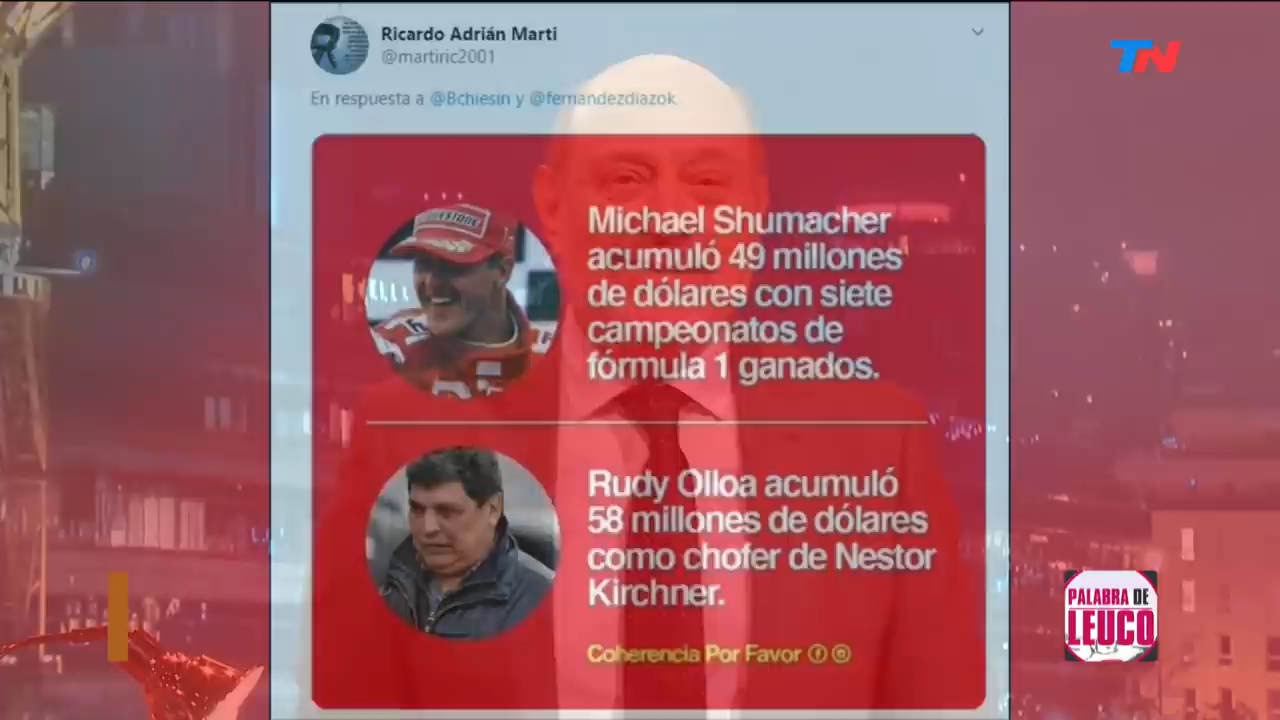 Ricardo Adrián Marti
@martiric2001
TN
En respuesta a @Bchiesin y @fernandezdiazok
BRIDGESTONE
Michael Shumacher
acumuló 49 millones
de dólares con siete
campeonatos de
fórmula 1 ganados.
Rudy Olloa acumuló
58 millones de dólares
como chofer de Nestor
Kirchner.
Coherencia Por Favor
PALABRA DE
LEUCO